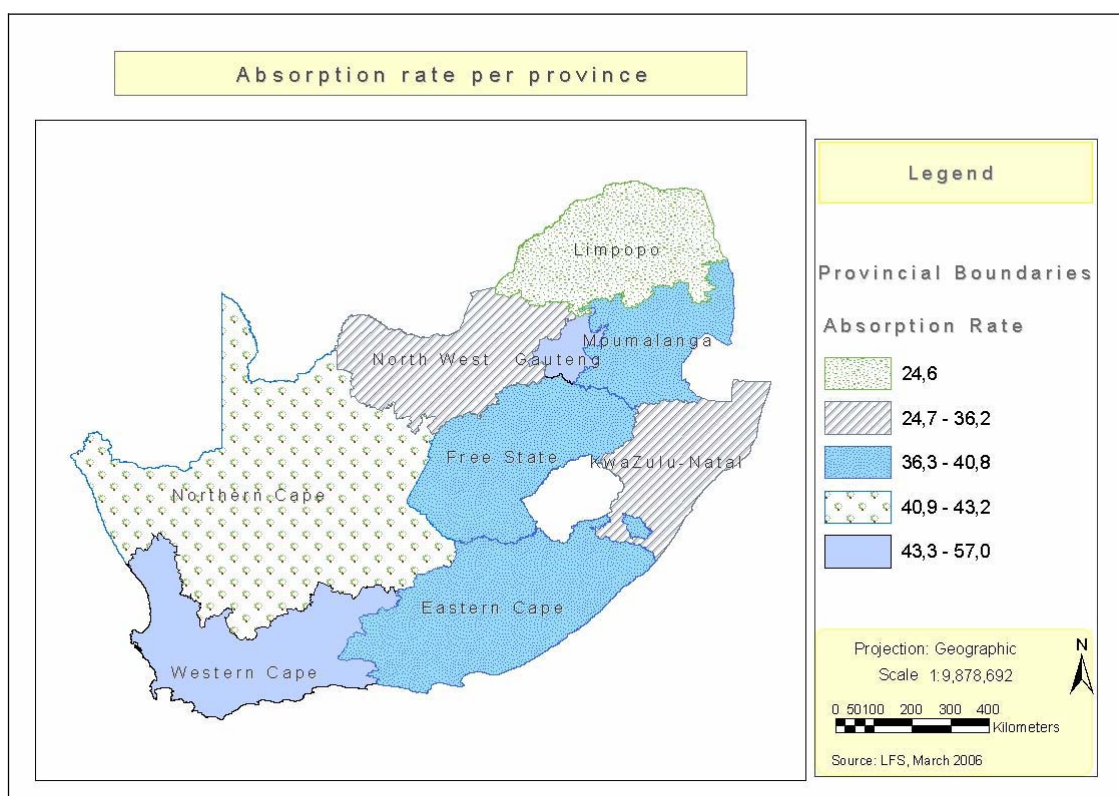 Absorption rate per province
Limpopo
North West
Gauteng
Mpumalanga
Free State
KwaZulu-Natal
Northern Cape
Eastern Cape
Western Cape
Legend
Provincial Boundaries
Absorption Rate
24,6
24,7 - 36,2
36,3 - 40,8
40,9 - 43,2
43,3 - 57,0
Projection: Geographic
Scale 1:9,878,692
N
0 50100 200 300 400
Kilometers
Source: LFS, March 2006